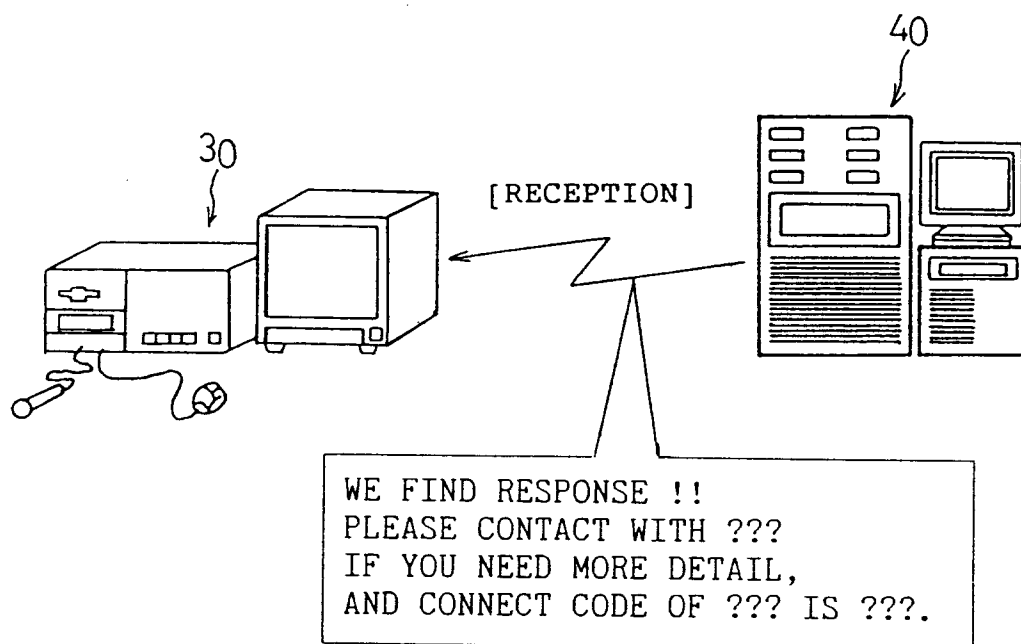 40
30
[RECEPTION]
WE FIND RESPONSE !!
PLEASE CONTACT WITH ???
IF YOU NEED MORE DETAIL,
AND CONNECT CODE OF ??? IS ???.